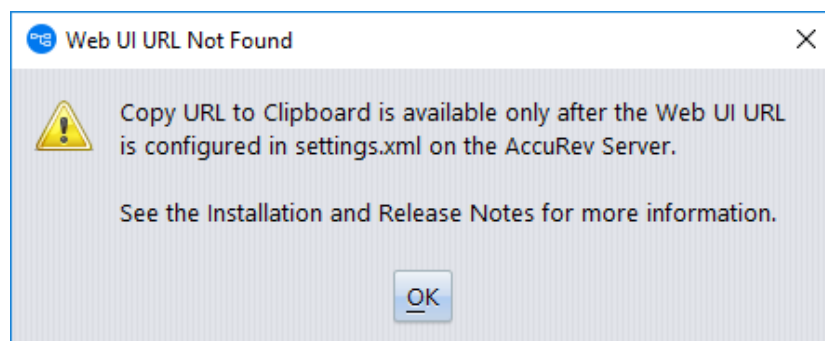 Web UI URL Not Found
Copy URL to Clipboard is available only after the Web UI URL
is configured in settings.xml on the AccuRev Server.
See the Installation and Release Notes for more information.
OK